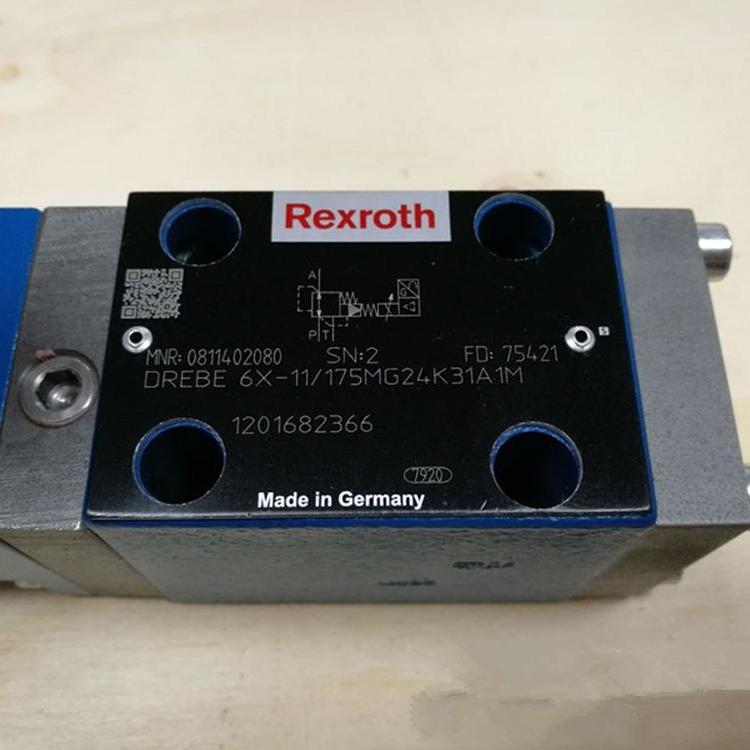 Rexroth
A
P T
MNR: 0811402080 SN:2 FD: 75421
DREBE 6X-11/175MG24K31A1M
1201682366
7920
Made in Germany